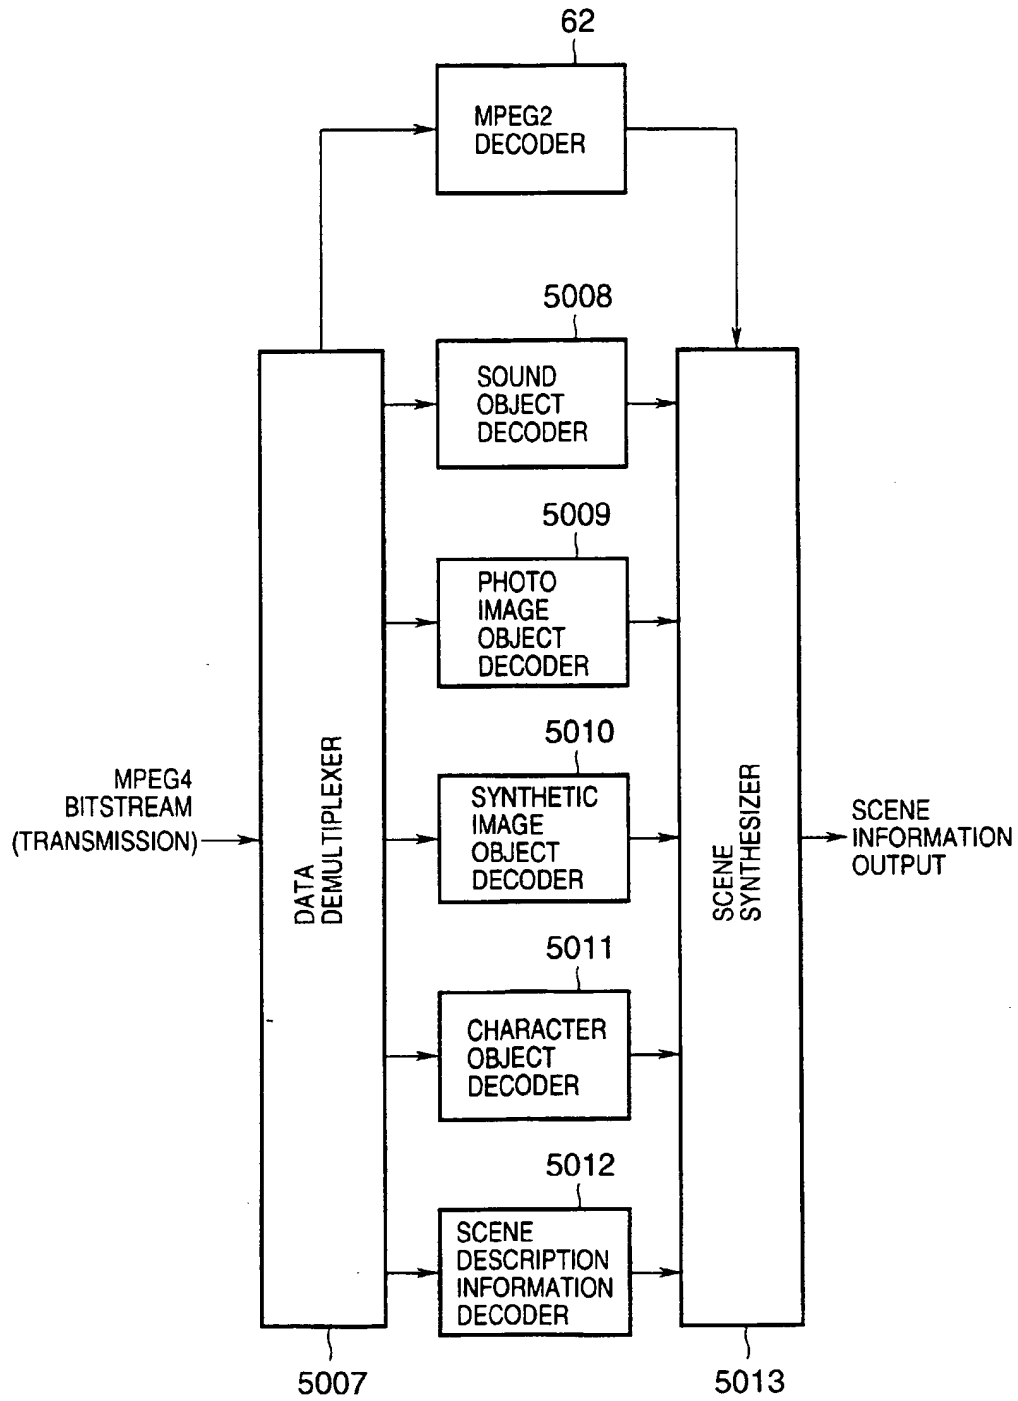 62
MPEG2
DECODER
5008
SOUND
OBJECT
DECODER
5009
PHOTO
IMAGE
OBJECT
DECODER
MPEG4
BITSTREAM
(TRANSMISSION)
DATA
DEMULTIPLEXER
5010
SYNTHETIC
IMAGE
OBJECT
DECODER
SCENE
SYNTHESIZER
SCENE
INFORMATION
OUTPUT
5011
CHARACTER
OBJECT
DECODER
5012
SCENE
DESCRIPTION
INFORMATION
DECODER
5007
5013